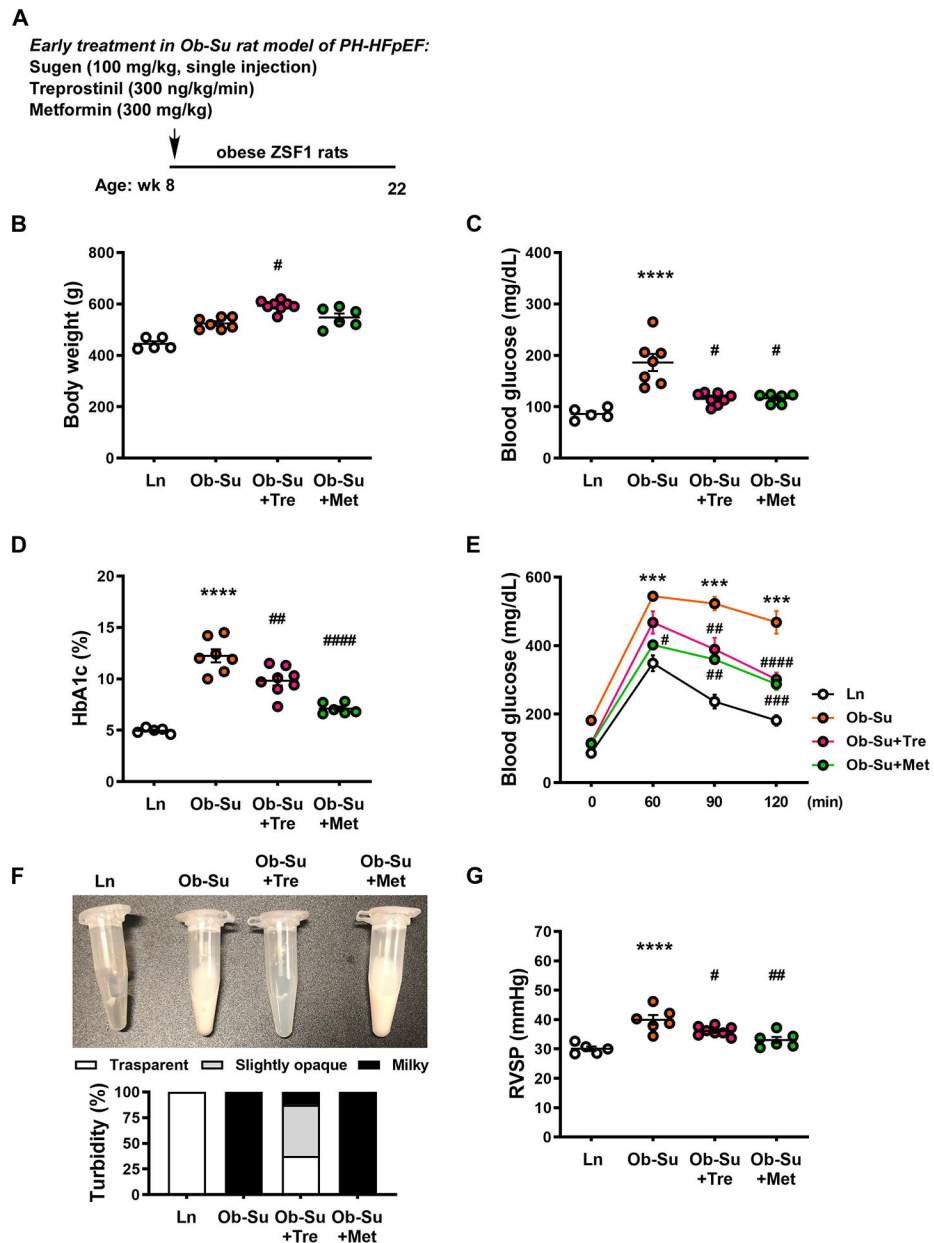 A
Early treatment in Ob-Su rat model of PH-HFpEF:
Sugen (100 mg/kg, single injection)
Treprostinil (300 ng/kg/min)
Metformin (300 mg/kg)
obese ZSF1 rats
Age: wk 8
22
B
Body weight (g)
800
600
400
200
0
#
Ln
Ob-Su
Ob-Su
+Tre
Ob-Su
+Met
C
Blood glucose (mg/dL)
400
300
200
100
0
****
#
#
Ln
Ob-Su
Ob-Su
+Tre
Ob-Su
+Met
D
HbA1c (%)
20
15
10
5
0
****
##
####
Ln
Ob-Su
Ob-Su
+Tre
Ob-Su
+Met
E
Blood glucose (mg/dL)
600
400
200
0
***
***
***
##
#
####
##
###
0
60
90
120
(min)
Ln
Ob-Su
Ob-Su+Tre
Ob-Su+Met
F
Ln
Ob-Su
Ob-Su
+Tre
Ob-Su
+Met
Trasparent
Slightly opaque
Milky
Turbidity (%)
100
75
50
25
0
Ln
Ob-Su
Ob-Su
+Tre
Ob-Su
+Met
G
RVSP (mmHg)
70
60
50
40
30
20
10
0
****
#
##
Ln
Ob-Su
Ob-Su
+Tre
Ob-Su
+Met